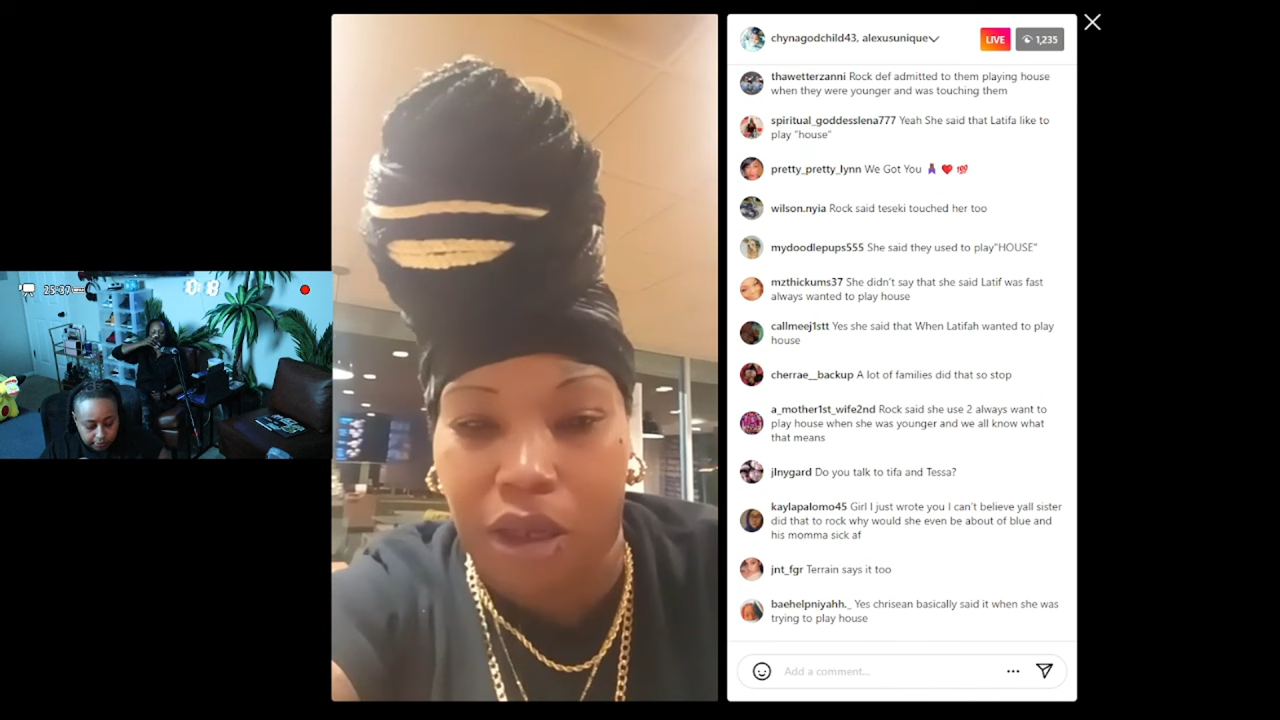 chynagodchild43, alexusunique
LIVE
1,235
thawetterzanni Rock def admitted to them playing house
when they were younger and was touching them
spiritual_goddesslena777 Yeah She said that Latifa like to
play "house"
pretty_pretty_lynn We Got You 💯
wilson.nyia Rock said teseki touched her too
mydoodlepups555 She said they used to play"HOUSE"
mzthickums37 She didn't say that she said Latif was fast
always wanted to play house
callmeej1stt Yes she said that When Latifah wanted to play
house
cherrae__backup A lot of families did that so stop
a_mother1st_wife2nd Rock said she use 2 always want to
play house when she was younger and we all know what
that means
jlnygard Do you talk to tifa and Tessa?
kaylapalomo45 Girl I just wrote you I can't believe yall sister
did that to rock why would she even be about of blue and
his momma sick af
jnt_fgr Terrain says it too
baehelpniyahh._ Yes chrisean basically said it when she was
trying to play house
Add a comment...